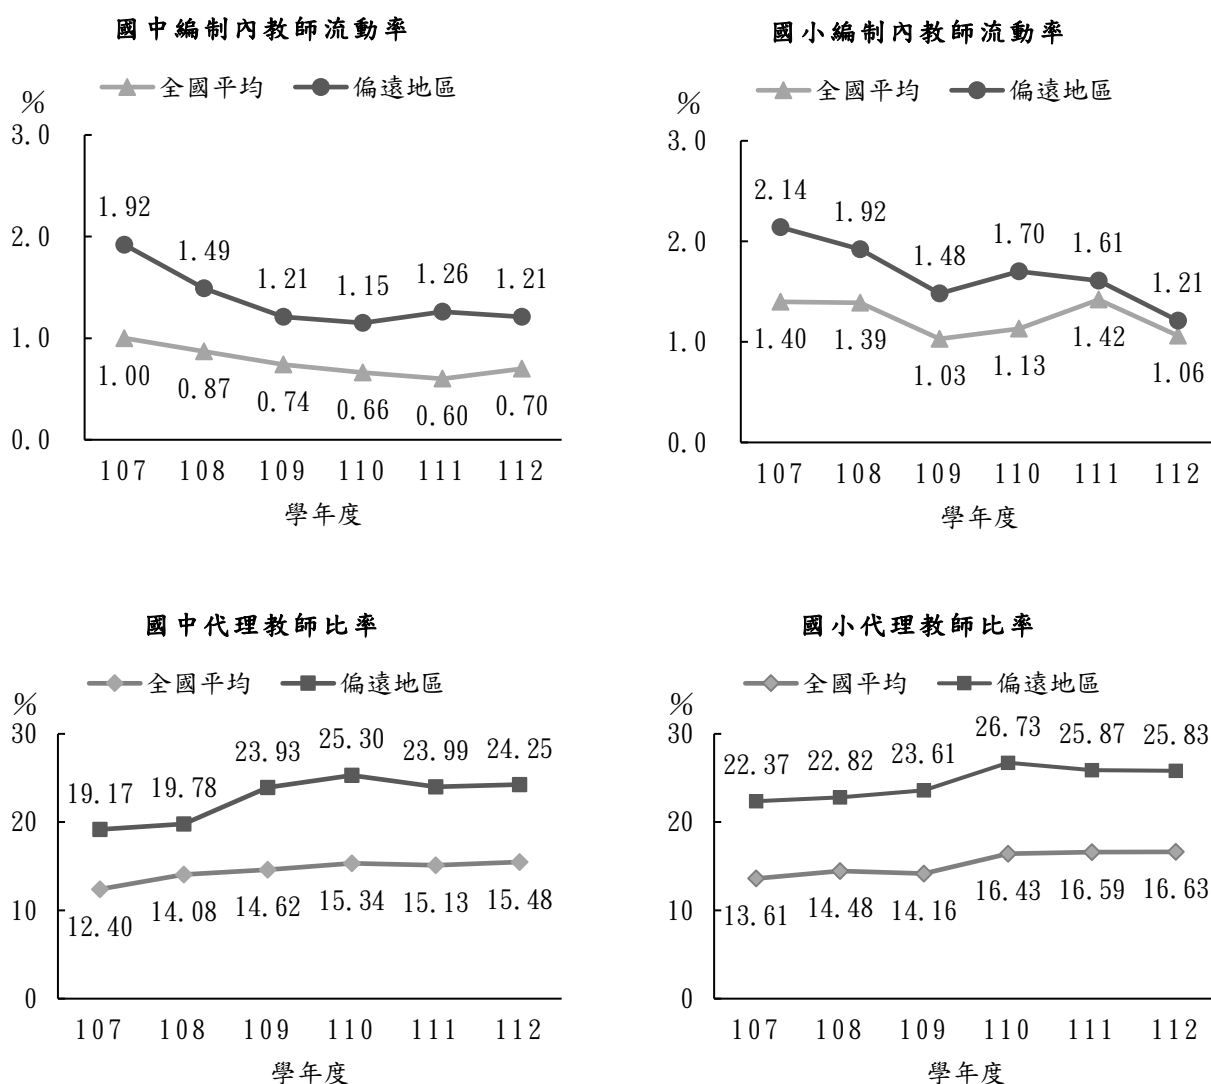 國中編制內教師流動率
全國平均 偏遠地區
%
3.0
2.0
1.0
0.0
1.92 1.49 1.21 1.15 1.26 1.21
1.00 0.87 0.74 0.66 0.60 0.70
107 108 109 110 111 112
學年度
國小編制內教師流動率
全國平均 偏遠地區
%
3.0
2.0
1.0
0.0
2.14 1.92 1.48 1.70 1.61 1.21
1.40 1.39 1.03 1.13 1.42 1.06
107 108 109 110 111 112
學年度
國中代理教師比率
全國平均 偏遠地區
%
30
20
10
0
19.17 19.78 23.93 25.30 23.99 24.25
12.40 14.08 14.62 15.34 15.13 15.48
107 108 109 110 111 112
學年度
國小代理教師比率
全國平均 偏遠地區
%
30
20
10
0
22.37 22.82 23.61 26.73 25.87 25.83
13.61 14.48 14.16 16.43 16.59 16.63
107 108 109 110 111 112
學年度